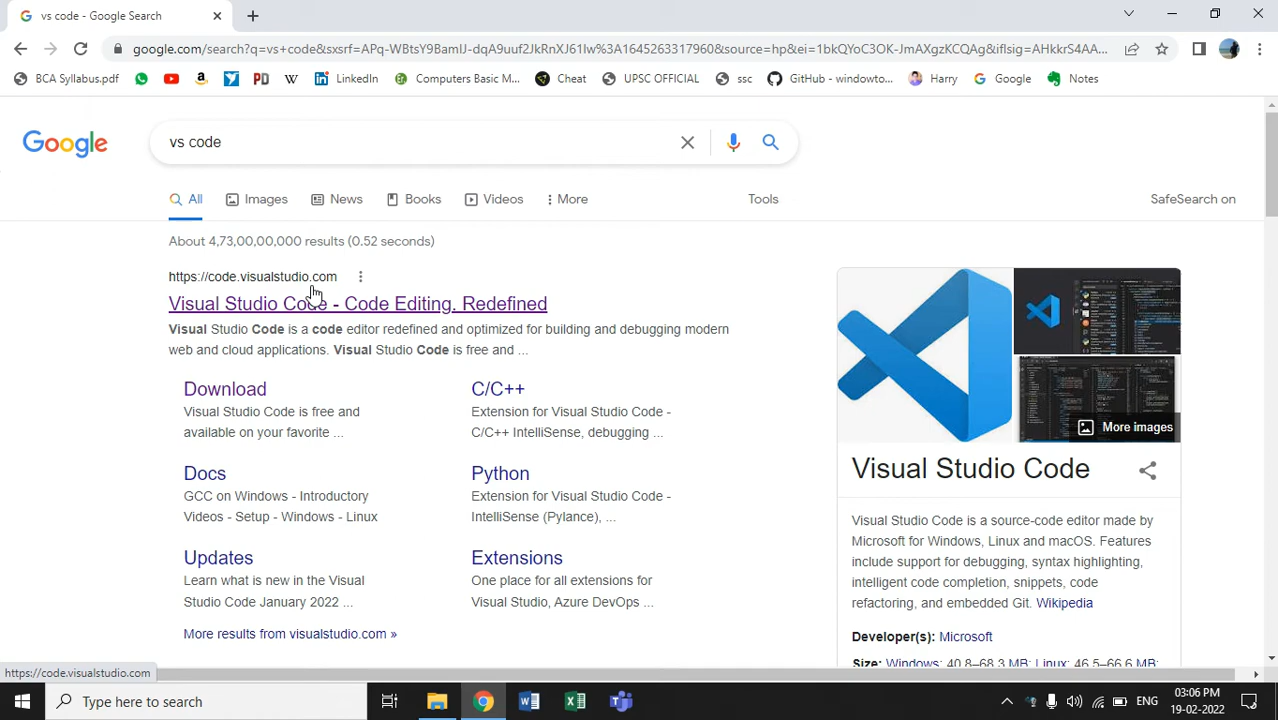 vs code - Google Search
google.com/search?q=vs+code&sxsrf=APq-WBtsY9BamIJ-dqA9uuf2JkRnXJ61lw%3A1645263317960&source=hp&ei=1bkQYoC3OK-JmAXgzKCQAg&iflsig=AHkkrS4AA...
BCA Syllabus.pdf
LinkedIn
Computers Basic M...
Cheat
UPSC OFFICIAL
ssc
GitHub - windowto...
Harry
Google
Notes
Google
vs code
All
Images
News
Books
Videos
More
Tools
SafeSearch on
About 4,73,00,00,000 results (0.52 seconds)
https://code.visualstudio.com
Visual Studio Code - Code Editing. Redefined
Visual Studio Code is a code editor redefined and optimized for building and debugging modern
web and cloud applications. Visual Studio Code is free and ...
Download
Visual Studio Code is free and
available on your favorite ...
C/C++
Extension for Visual Studio Code -
C/C++ IntelliSense, debugging ...
Docs
GCC on Windows - Introductory
Videos - Setup - Windows - Linux
Python
Extension for Visual Studio Code -
IntelliSense (Pylance), ...
Updates
Learn what is new in the Visual
Studio Code January 2022 ...
Extensions
One place for all extensions for
Visual Studio, Azure DevOps ...
More results from visualstudio.com »
More images
Visual Studio Code
Visual Studio Code is a source-code editor made by
Microsoft for Windows, Linux and macOS. Features
include support for debugging, syntax highlighting,
intelligent code completion, snippets, code
refactoring, and embedded Git. Wikipedia
Developer(s): Microsoft
Size: Windows: 40.8–68.3 MB; Linux: 46.5–66.6 MB;
https://code.visualstudio.com
Type here to search
ENG
03:06 PM
19-02-2022